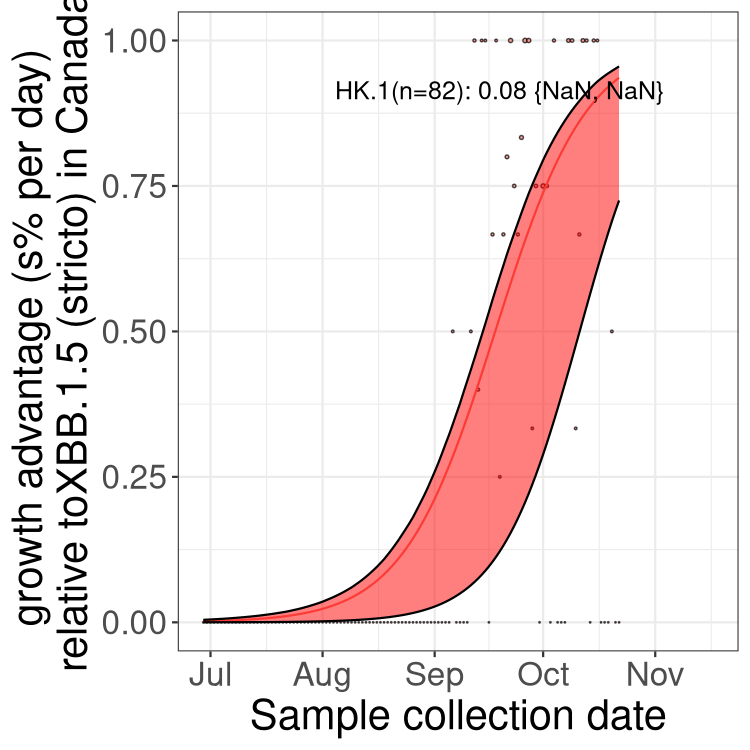 growth advantage (s% per day)
relative toXBB.1.5 (stricto) in Canada
1.00
0.75
0.50
0.25
0.00
HK.1(n=82): 0.08 {NaN, NaN}
Jul Aug Sep Oct Nov
Sample collection date